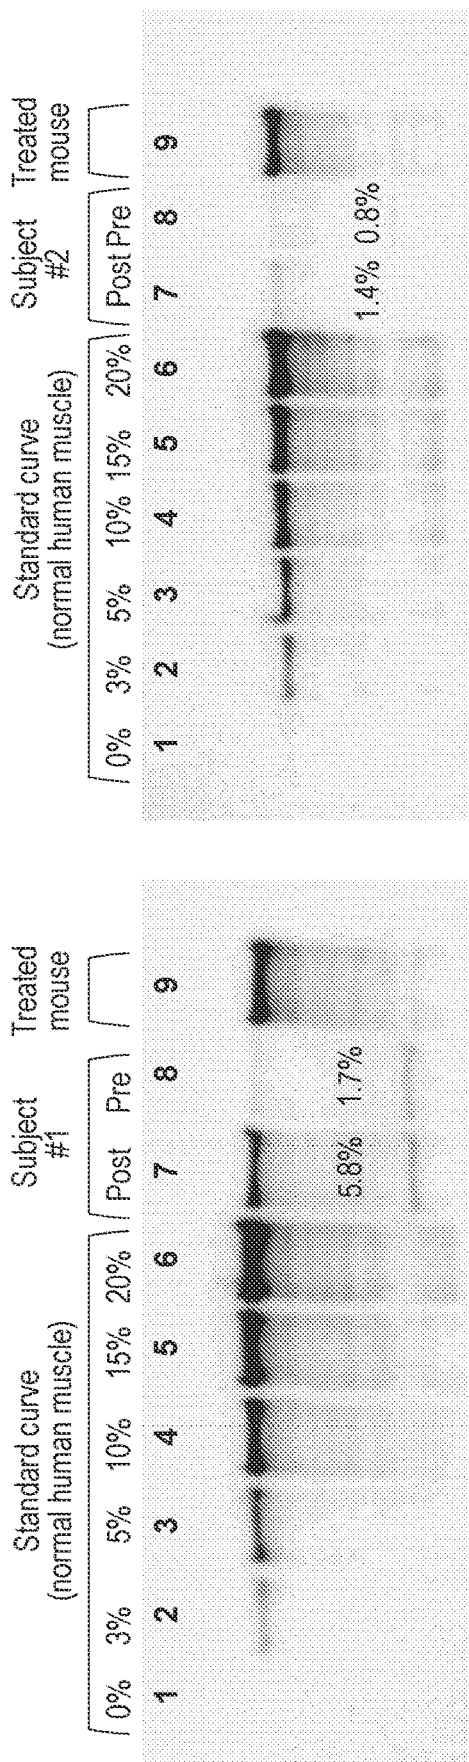 Standard curve
(normal human muscle)
Subject
#1
Treated
mouse
0% 3% 5% 10% 15% 20% Post Pre
1 2 3 4 5 6 7 8 9
5.8% 1.7%
Standard curve
(normal human muscle)
Subject
#2
Treated
mouse
0% 3% 5% 10% 15% 20% Post Pre
1 2 3 4 5 6 7 8 9
1.4% 0.8%